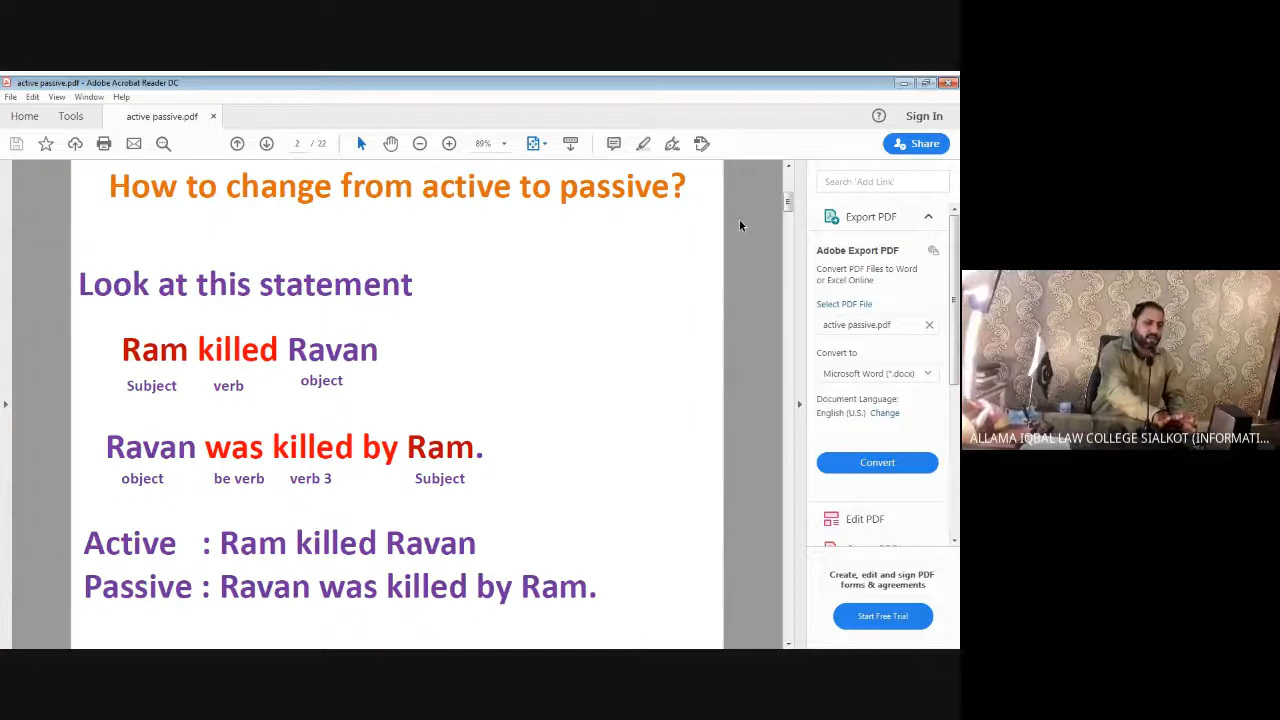 active passive.pdf - Adobe Acrobat Reader DC
File Edit View Window Help
Home Tools active passive.pdf × Sign In
2 / 22 89% Share
How to change from active to passive?
Look at this statement
Ram killed Ravan
Subject verb object
Ravan was killed by Ram.
object be verb verb 3 Subject
Active : Ram killed Ravan
Passive : Ravan was killed by Ram.
Search 'Add Link'
Export PDF
Adobe Export PDF
Convert PDF Files to Word
or Excel Online
Select PDF File
active passive.pdf
Convert to
Microsoft Word (*.docx)
Document Language:
English (U.S.) Change
Convert
Edit PDF
Create, edit and sign PDF
forms & agreements
Start Free Trial
ALLAMA IQBAL LAW COLLEGE SIALKOT (INFORMATI...